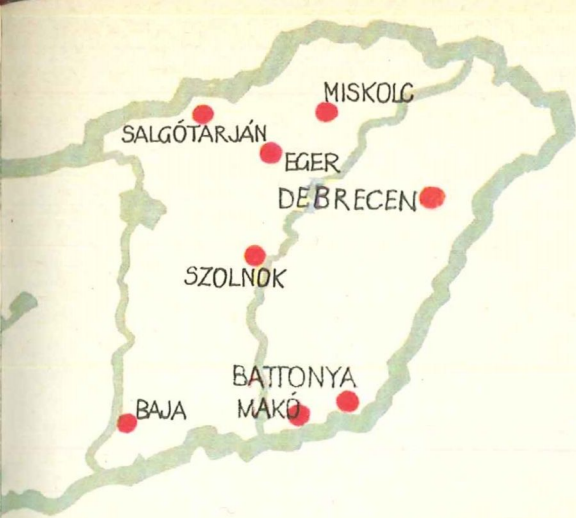 MISKOLC
SALGÓTARJÁN
EGER
DEBRECEN
SZOLNOK
BATTONYA
BAJA
MAKÓ